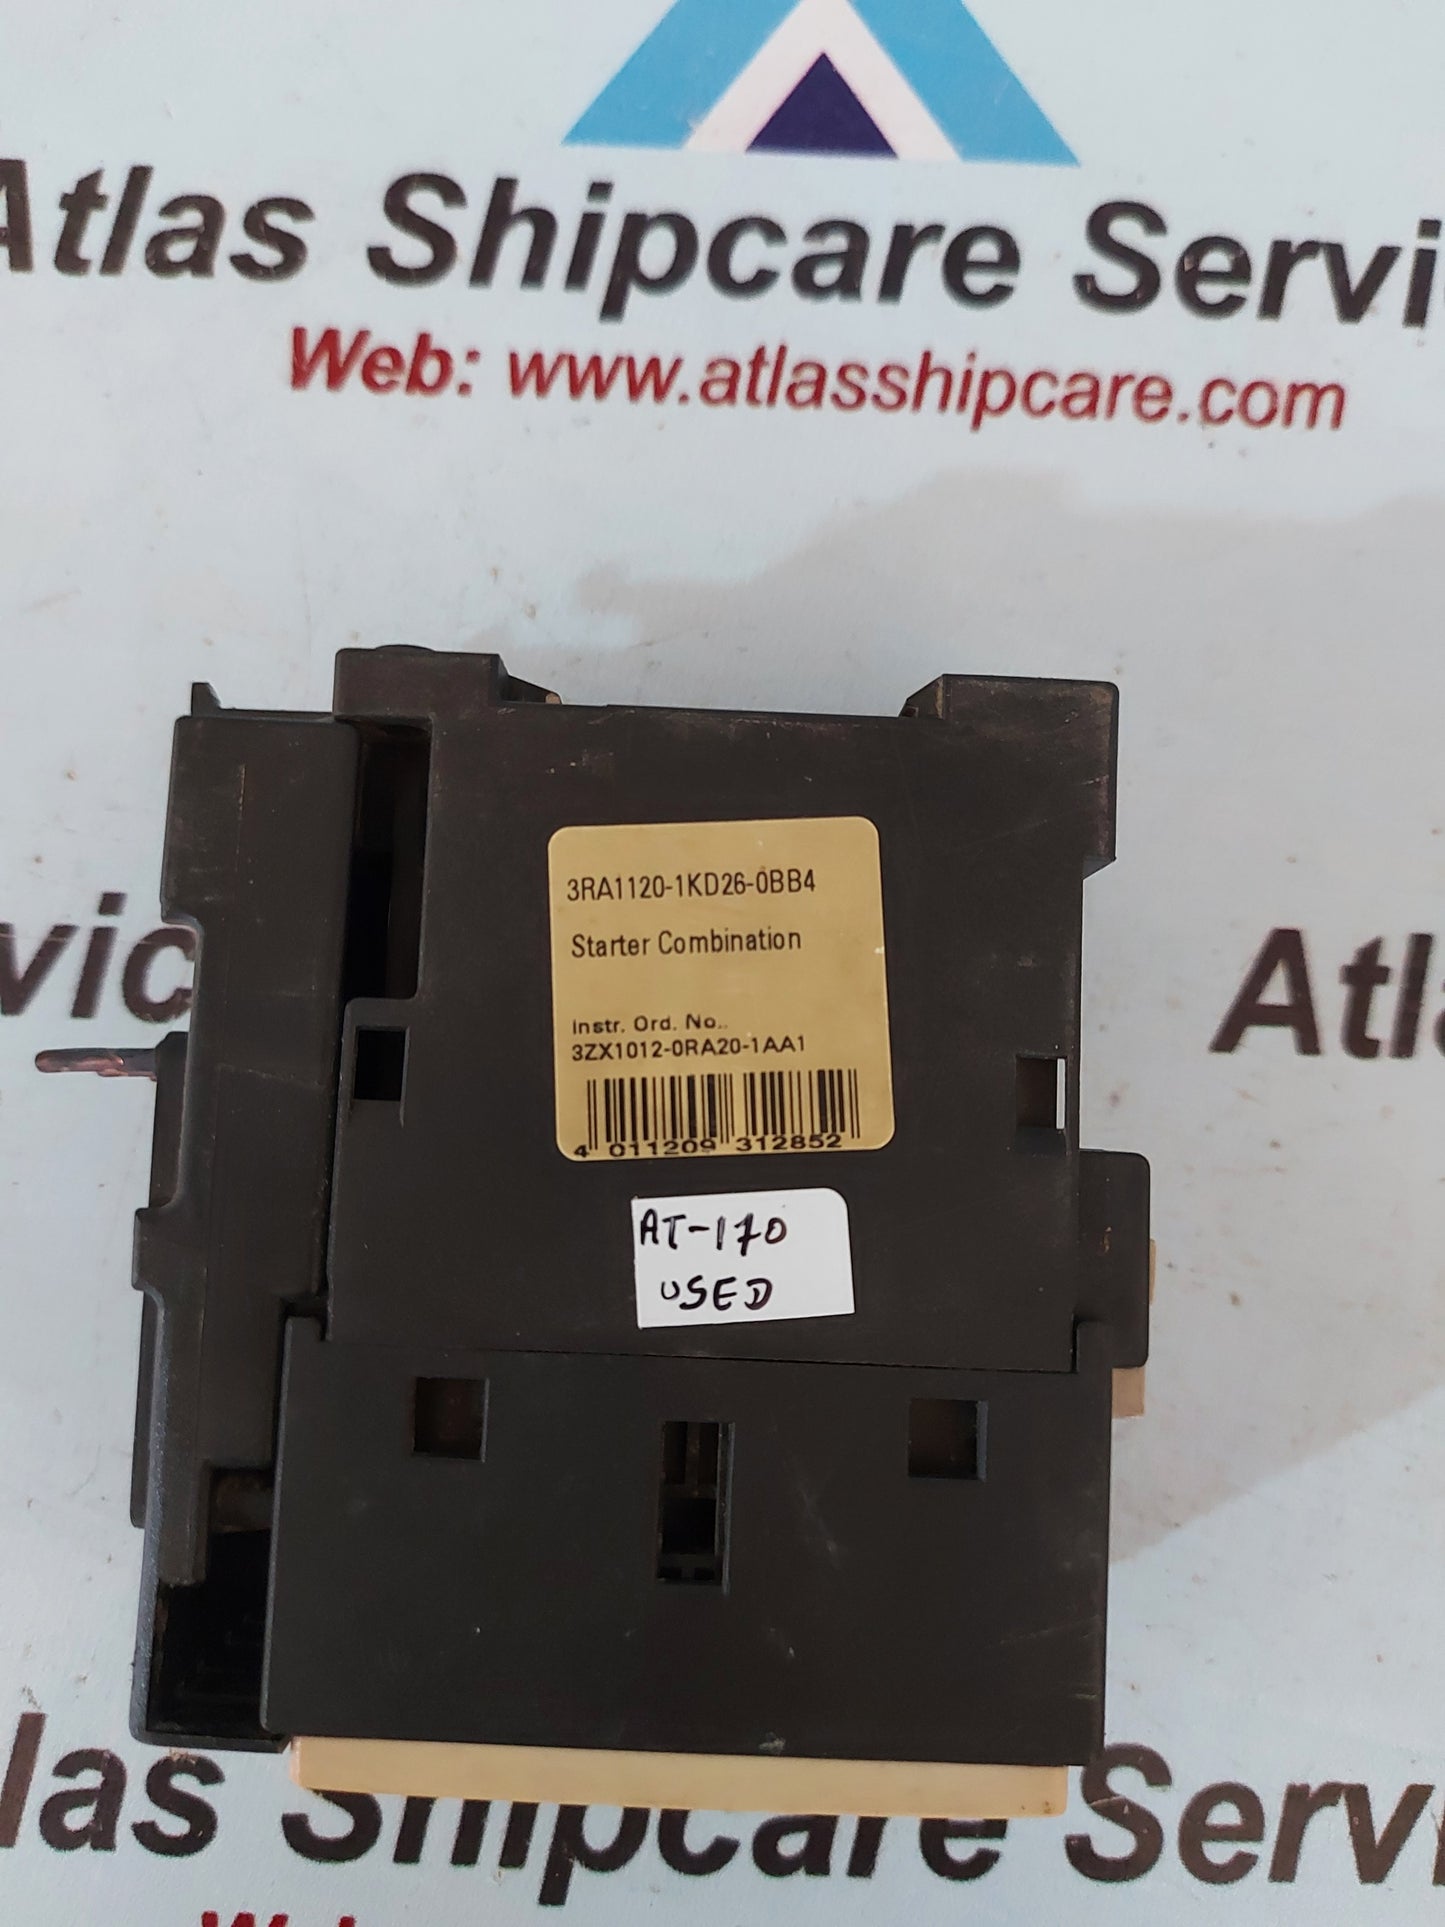 Atlas Shipcare Servi
Web: www.atlasshipcare.com
3RA1120-1KD26-0BB4
Starter Combination
Instr. Ord. No..
3ZX1012-0RA20-1AA1
4 011209 312852
vic
Atla
AT-170
USED
las Shipcare Serv